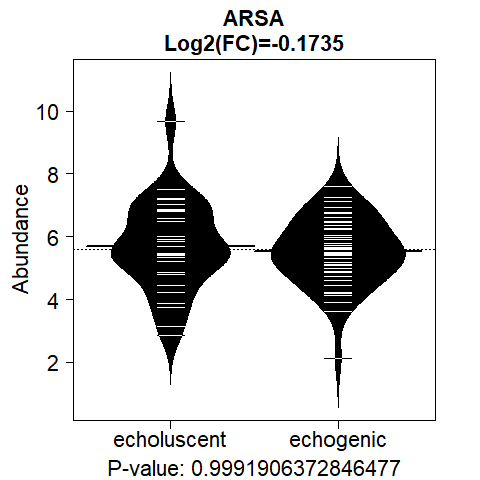 ARSA
Log2(FC)=-0.1735
Abundance
10
8
6
4
2
echoluscent echogenic
P-value: 0.9991906372846477